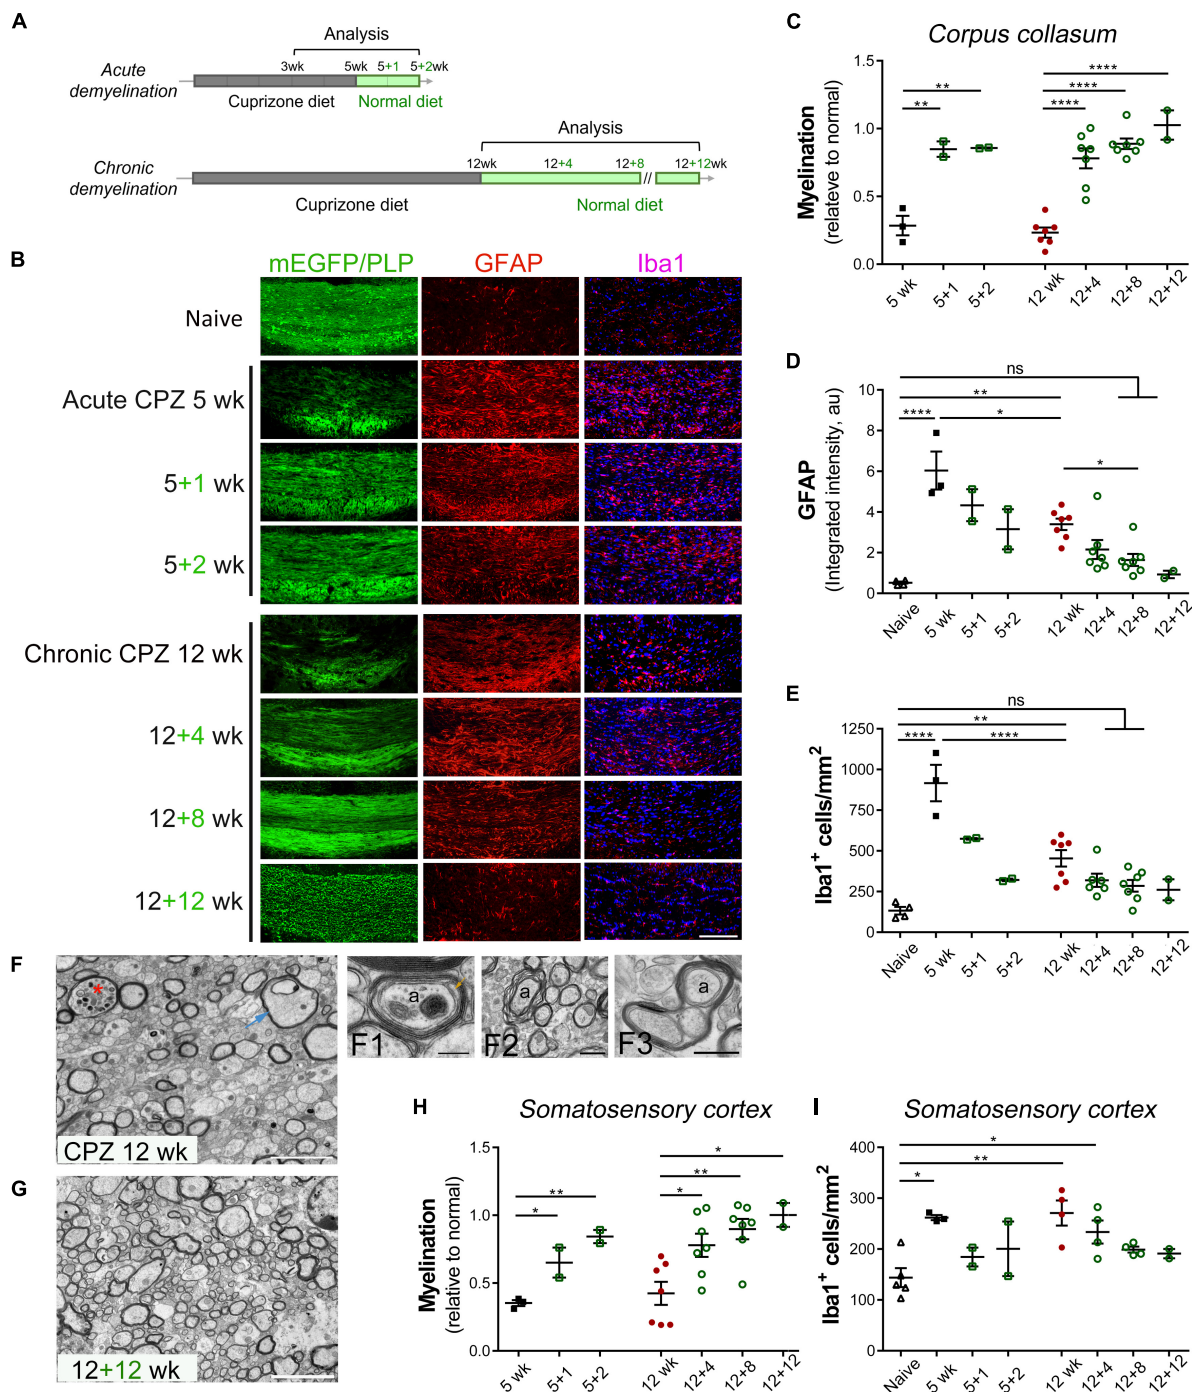 A
Analysis
Acute demyelination
3wk 5wk 5+1 5+2wk
Cuprizone diet Normal diet
Analysis
Chronic demyelination
12wk 12+4 12+8 12+12wk
//
Cuprizone diet Normal diet
B
mEGFP/PLP GFAP Iba1
Naive
Acute CPZ 5 wk
5+1 wk
5+2 wk
Chronic CPZ 12 wk
12+4 wk
12+8 wk
12+12 wk
C
Corpus collasum
Myelination
(relateve to normal)
1.5
1.0
0.5
0.0
** ** **** **** ****
5 wk 5+1 5+2 12 wk 12+4 12+8 12+12
D
GFAP
(Integrated intensity, au)
10
8
6
4
2
0
ns
**
**** *
*
Naive 5 wk 5+1 5+2 12 wk 12+4 12+8 12+12
E
Iba1+ cells/mm2
1250
1000
750
500
250
0
ns
**
**** ****
Naive 5 wk 5+1 5+2 12 wk 12+4 12+8 12+12
F
*
CPZ 12 wk
a
F1
a
F2
a
F3
G
12+12 wk
H
Somatosensory cortex
Myelination
(relative to normal)
1.5
1.0
0.5
0.0
*
**
*
**
*
5 wk 5+1 5+2 12 wk 12+4 12+8 12+12
I
Somatosensory cortex
Iba1+ cells/mm2
400
300
200
100
0
*
**
*
Naive 5 wk 5+1 5+2 12 wk 12+4 12+8 12+12